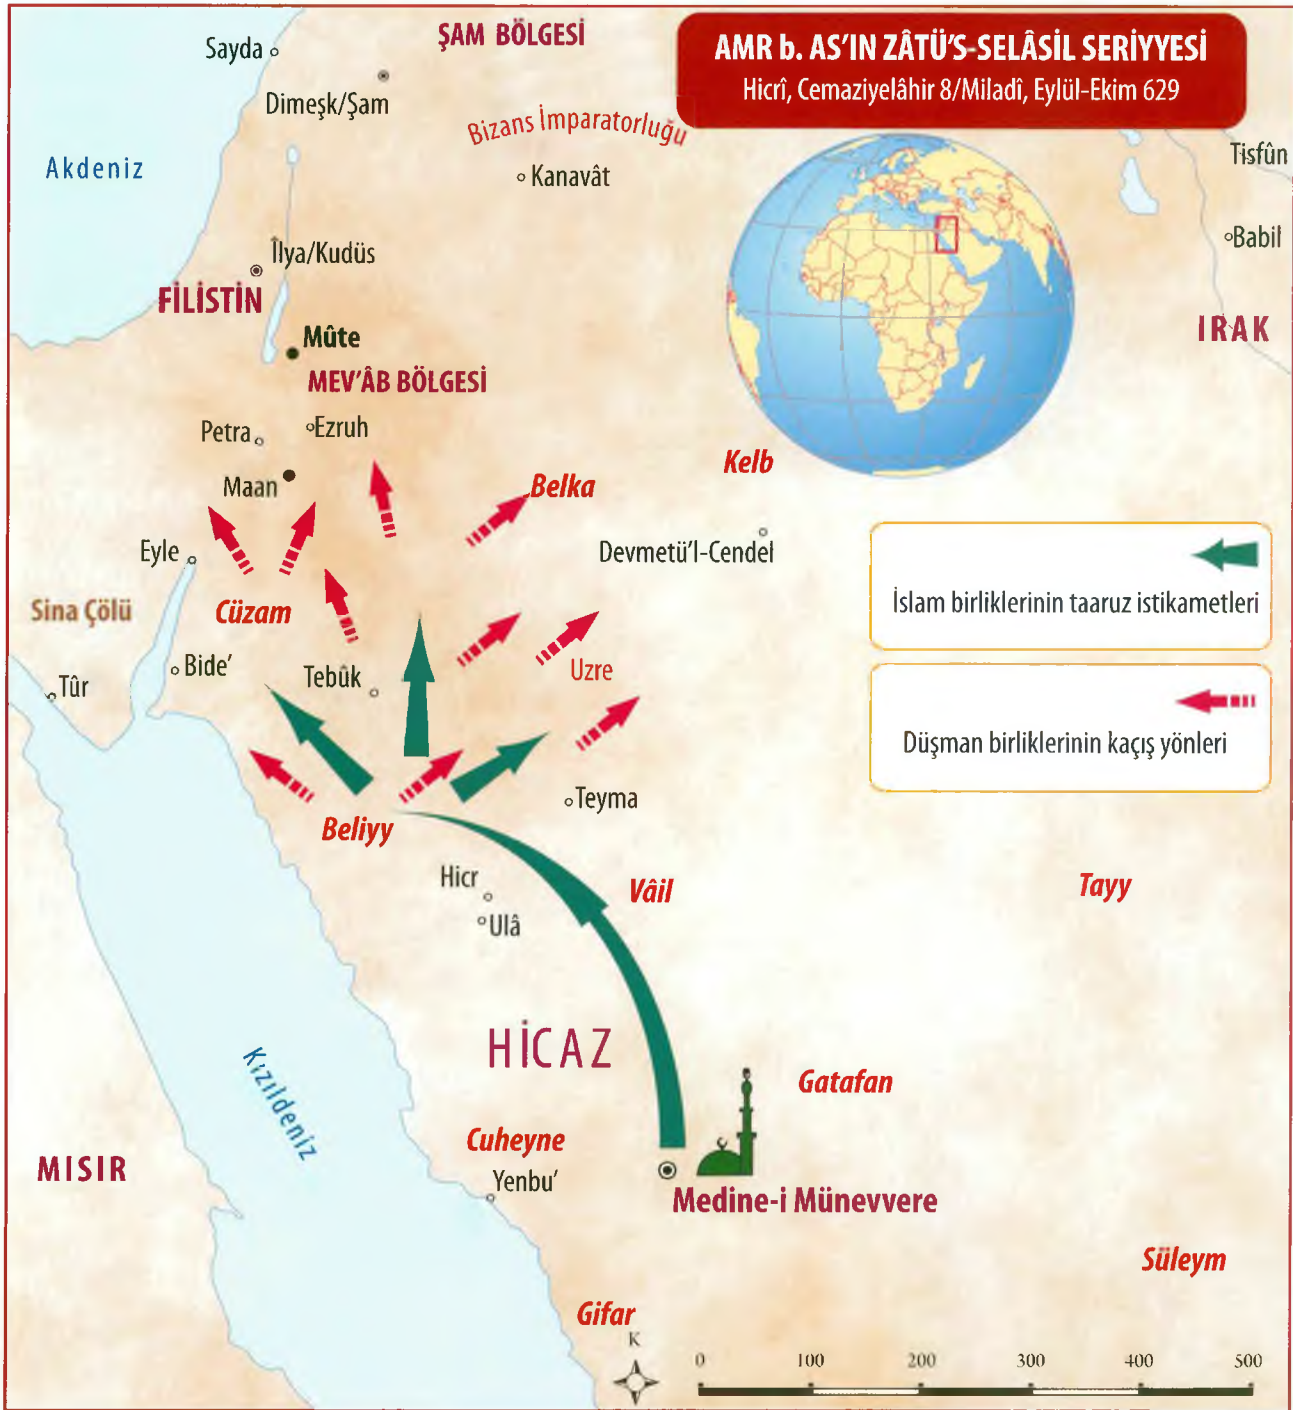 AMR b. AS'IN ZÂTÜ'S-SELÂSİL SERİYYESİ
Hicrî, Cemaziyelâhir 8/Miladî, Eylül-Ekim 629
ŞAM BÖLGESİ
Sayda
Dimeşk/Şam
Bizans İmparatorluğu
Akdeniz
Kanavât
Tisfûn
Babil
İlya/Kudüs
FİLİSTİN
IRAK
Mûte
MEV'ÂB BÖLGESİ
Petra
Ezruh
Kelb
Maan
Belka
Eyle
Devmetü'l-Cendel
İslam birliklerinin taaruz istikametleri
Sina Çölü
Cüzam
Bide'
Tebûk
Uzre
Tûr
Düşman birliklerinin kaçış yönleri
Teyma
Beliyy
Hicr
Vâil
Tayy
Ulâ
HİCAZ
Kızıldeniz
Gatafan
Cuheyne
MISIR
Yenbu'
Medine-i Münevvere
Süleym
Gifar
K
0 100 200 300 400 500